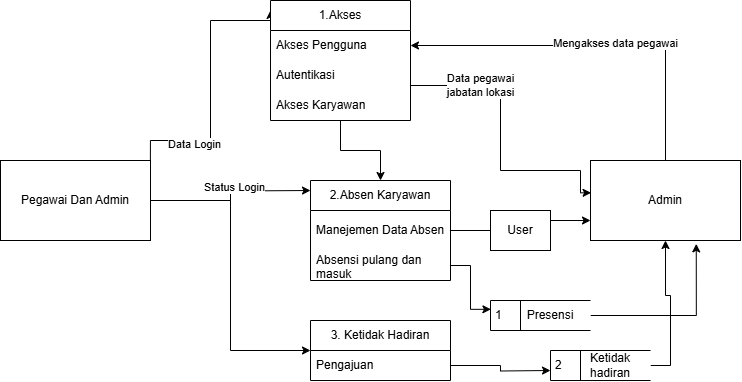 1.Akses
Akses Pengguna
Autentikasi
Akses Karyawan
Mengakses data pegawai
Data pegawai
jabatan lokasi
Data Login
Pegawai Dan Admin
Status Login
2.Absen Karyawan
Manejemen Data Absen
Absensi pulang dan
masuk
User
Admin
1
Presensi
3. Ketidak Hadiran
Pengajuan
2
Ketidak
hadiran